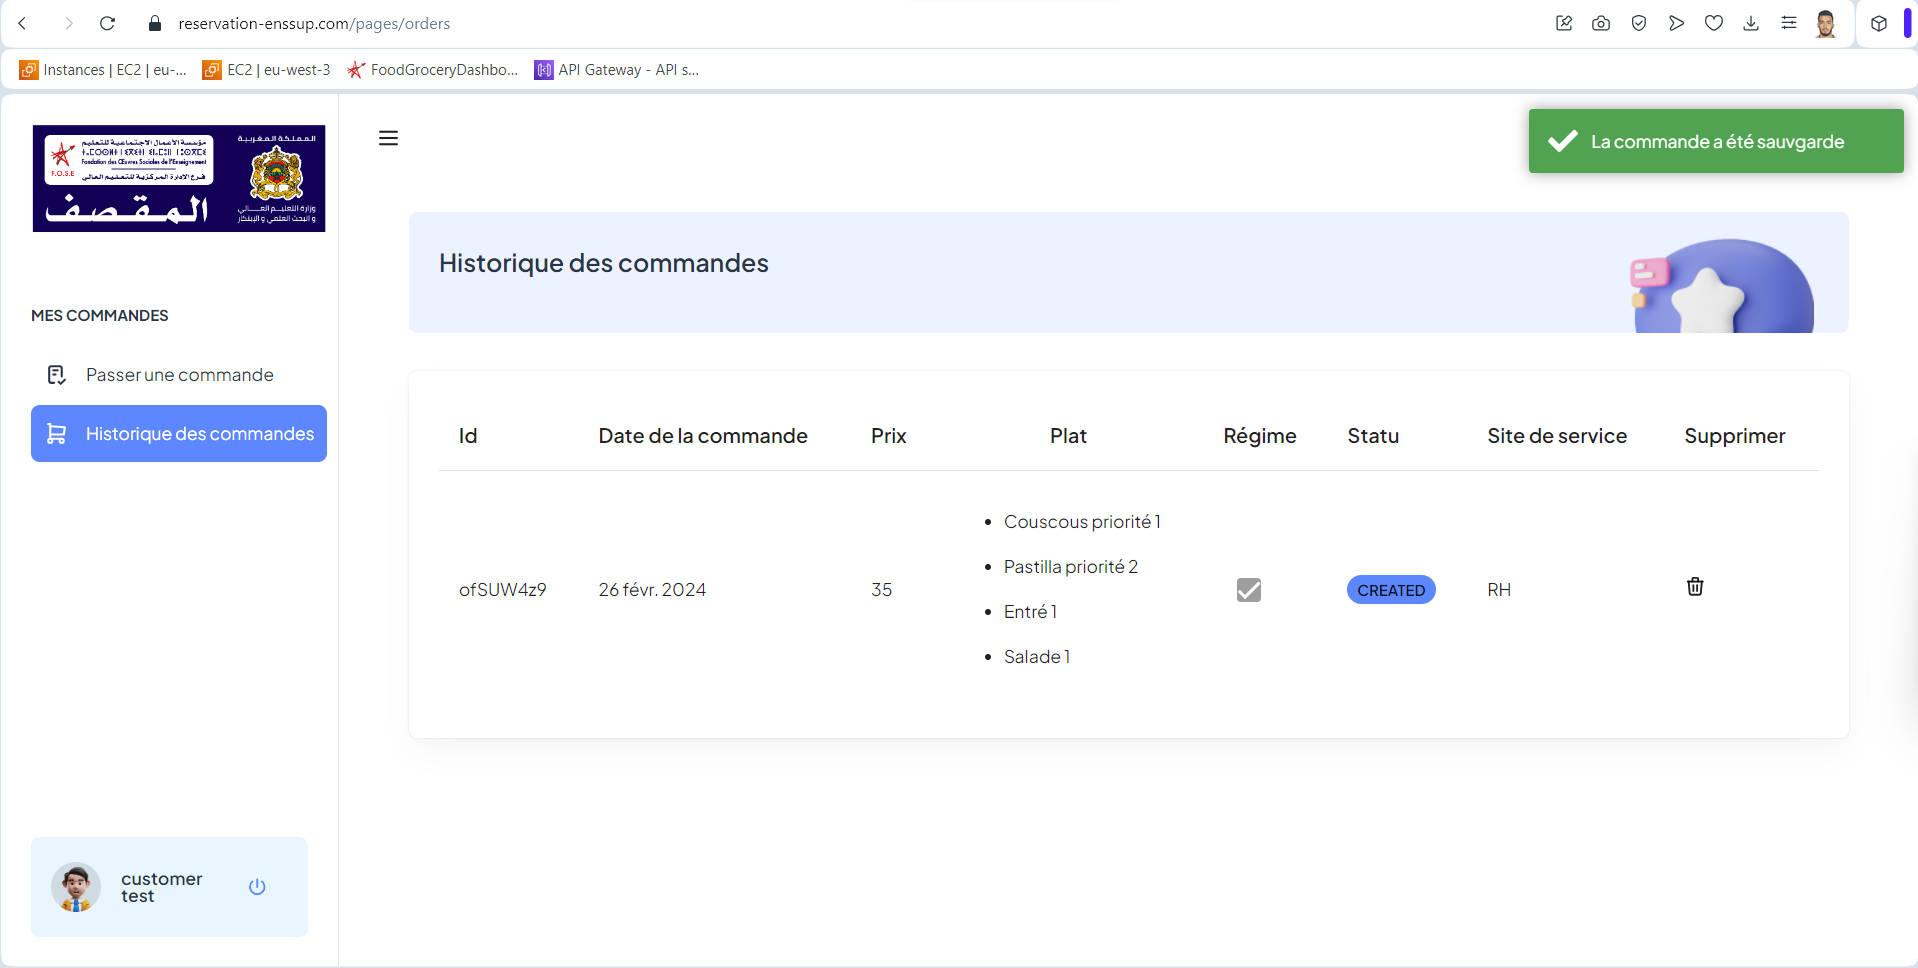 reservation-enssup.com/pages/orders
Instances | EC2 | eu-...
EC2 | eu-west-3
FoodGroceryDashbo...
API Gateway - API s...
مؤسسة الأعمال الاجتماعية للتعليم
Fondation des Œuvres Sociales de l'Enseignement
فرع الإدارة المركزية للتعليم العالي
F.O.S.E
المملكة المغربية
وزارة التعليم العالي
و البحث العلمي و الإبتكار
المقصف
La commande a été sauvgarde
Historique des commandes
MES COMMANDES
Passer une commande
Historique des commandes
Id
Date de la commande
Prix
Plat
Régime
Statu
Site de service
Supprimer
ofSUW4z9
26 févr. 2024
35
Couscous priorité 1
Pastilla priorité 2
Entré 1
Salade 1
CREATED
RH
customer
test